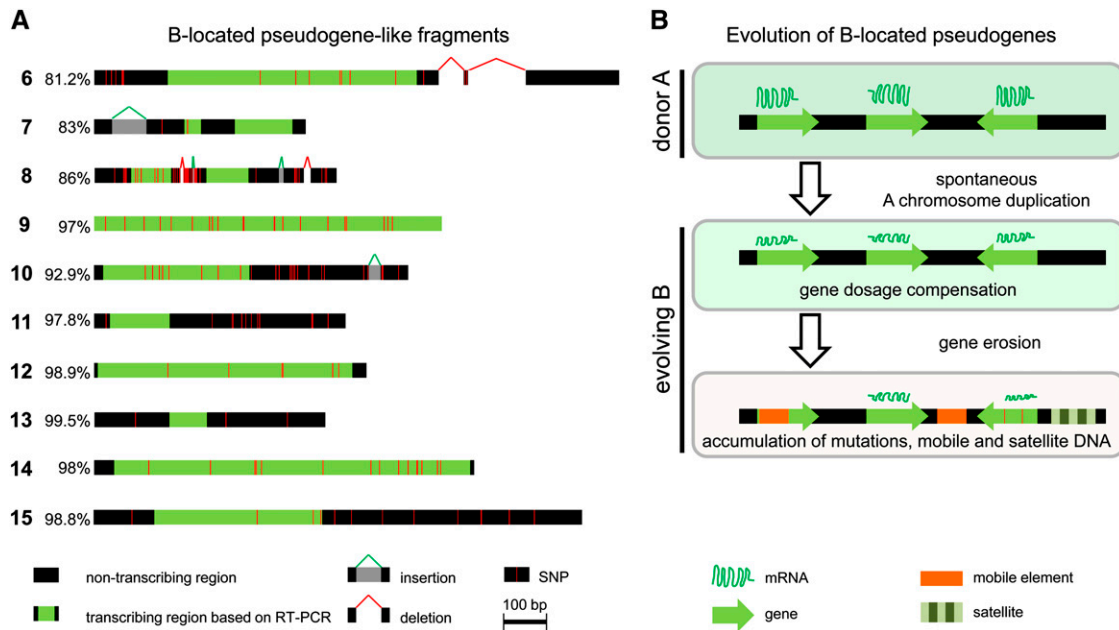 A
B-located pseudogene-like fragments
6 81.2%
7 83%
8 86%
9 97%
10 92.9%
11 97.8%
12 98.9%
13 99.5%
14 98%
15 98.8%
non-transcribing region
transcribing region based on RT-PCR
insertion
deletion
SNP
100 bp
B
Evolution of B-located pseudogenes
donor A
spontaneous
A chromosome duplication
evolving B
gene dosage compensation
gene erosion
accumulation of mutations, mobile and satellite DNA
mRNA
gene
mobile element
satellite